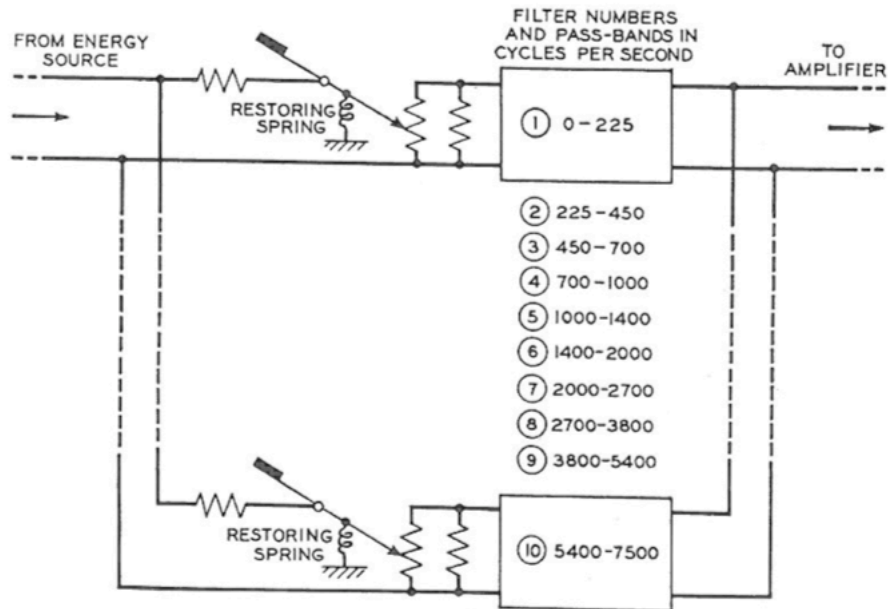 FROM ENERGY
SOURCE
FILTER NUMBERS
AND PASS-BANDS IN
CYCLES PER SECOND
TO
AMPLIFIER
RESTORING
SPRING
1 0-225
2 225-450
3 450-700
4 700-1000
5 1000-1400
6 1400-2000
7 2000-2700
8 2700-3800
9 3800-5400
RESTORING
SPRING
10 5400-7500